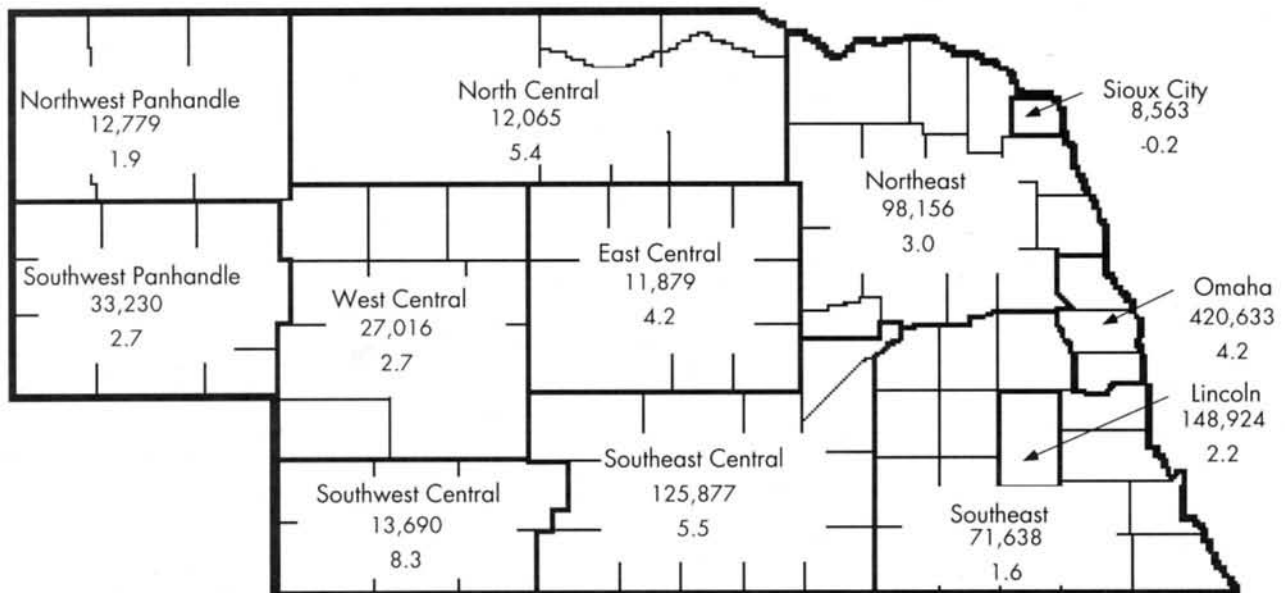 Northwest Panhandle
12,779
1.9
North Central
12,065
5.4
Sioux City
8,563
-0.2
Northeast
98,156
3.0
Southwest Panhandle
33,230
2.7
West Central
27,016
2.7
East Central
11,879
4.2
Omaha
420,633
4.2
Lincoln
148,924
2.2
Southwest Central
13,690
8.3
Southeast Central
125,877
5.5
Southeast
71,638
1.6